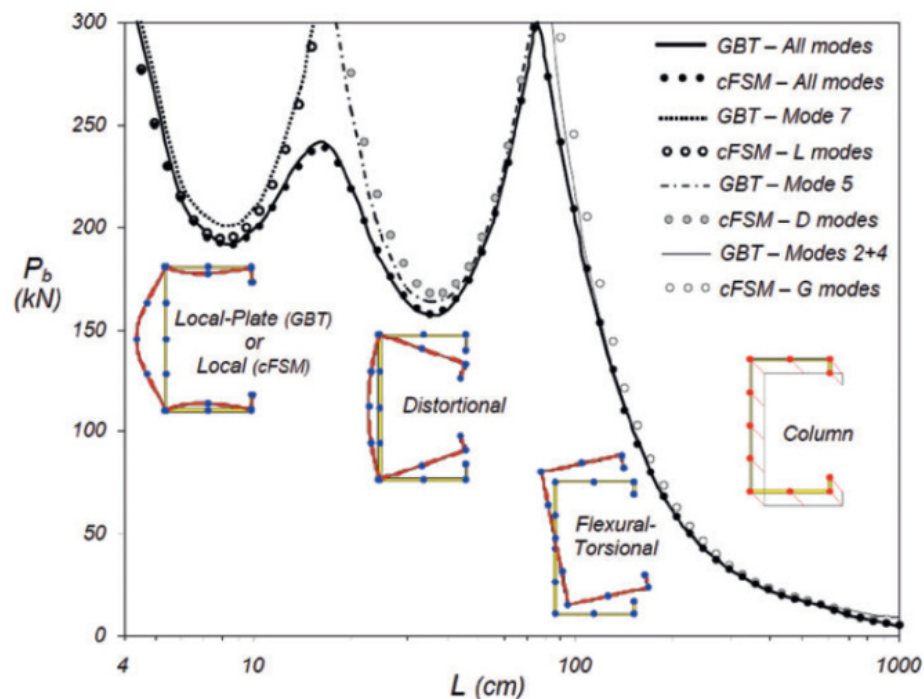 300
250
200
150
100
50
0
P_b
(kN)
4
10
100
1000
L (cm)
GBT – All modes
cFSM – All modes
GBT – Mode 7
cFSM – L modes
GBT – Mode 5
cFSM – D modes
GBT – Modes 2+4
cFSM – G modes
Local-Plate (GBT)
or
Local (cFSM)
Distortional
Flexural-
Torsional
Column